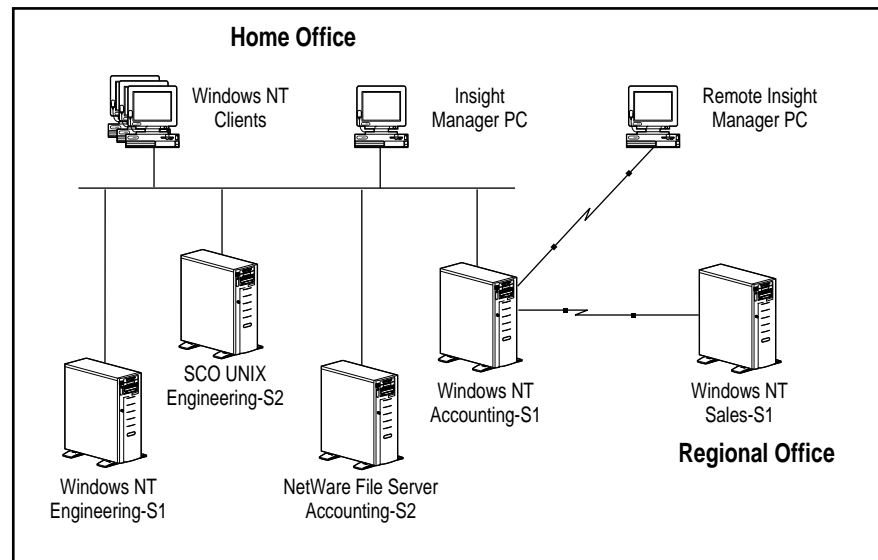 Home Office
Windows NT
Clients
Insight
Manager PC
Remote Insight
Manager PC
SCO UNIX
Engineering-S2
Windows NT
Accounting-S1
Windows NT
Sales-S1
Regional Office
Windows NT
Engineering-S1
NetWare File Server
Accounting-S2